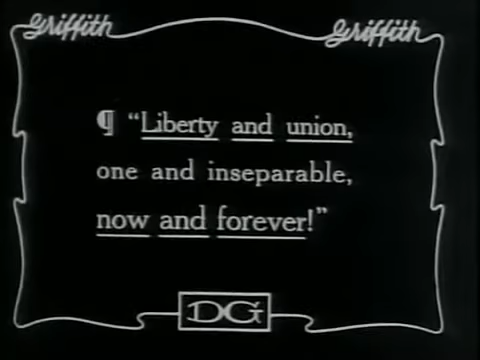 Griffith Griffith
¶ "Liberty and union,
one and inseparable,
now and forever!"
DG